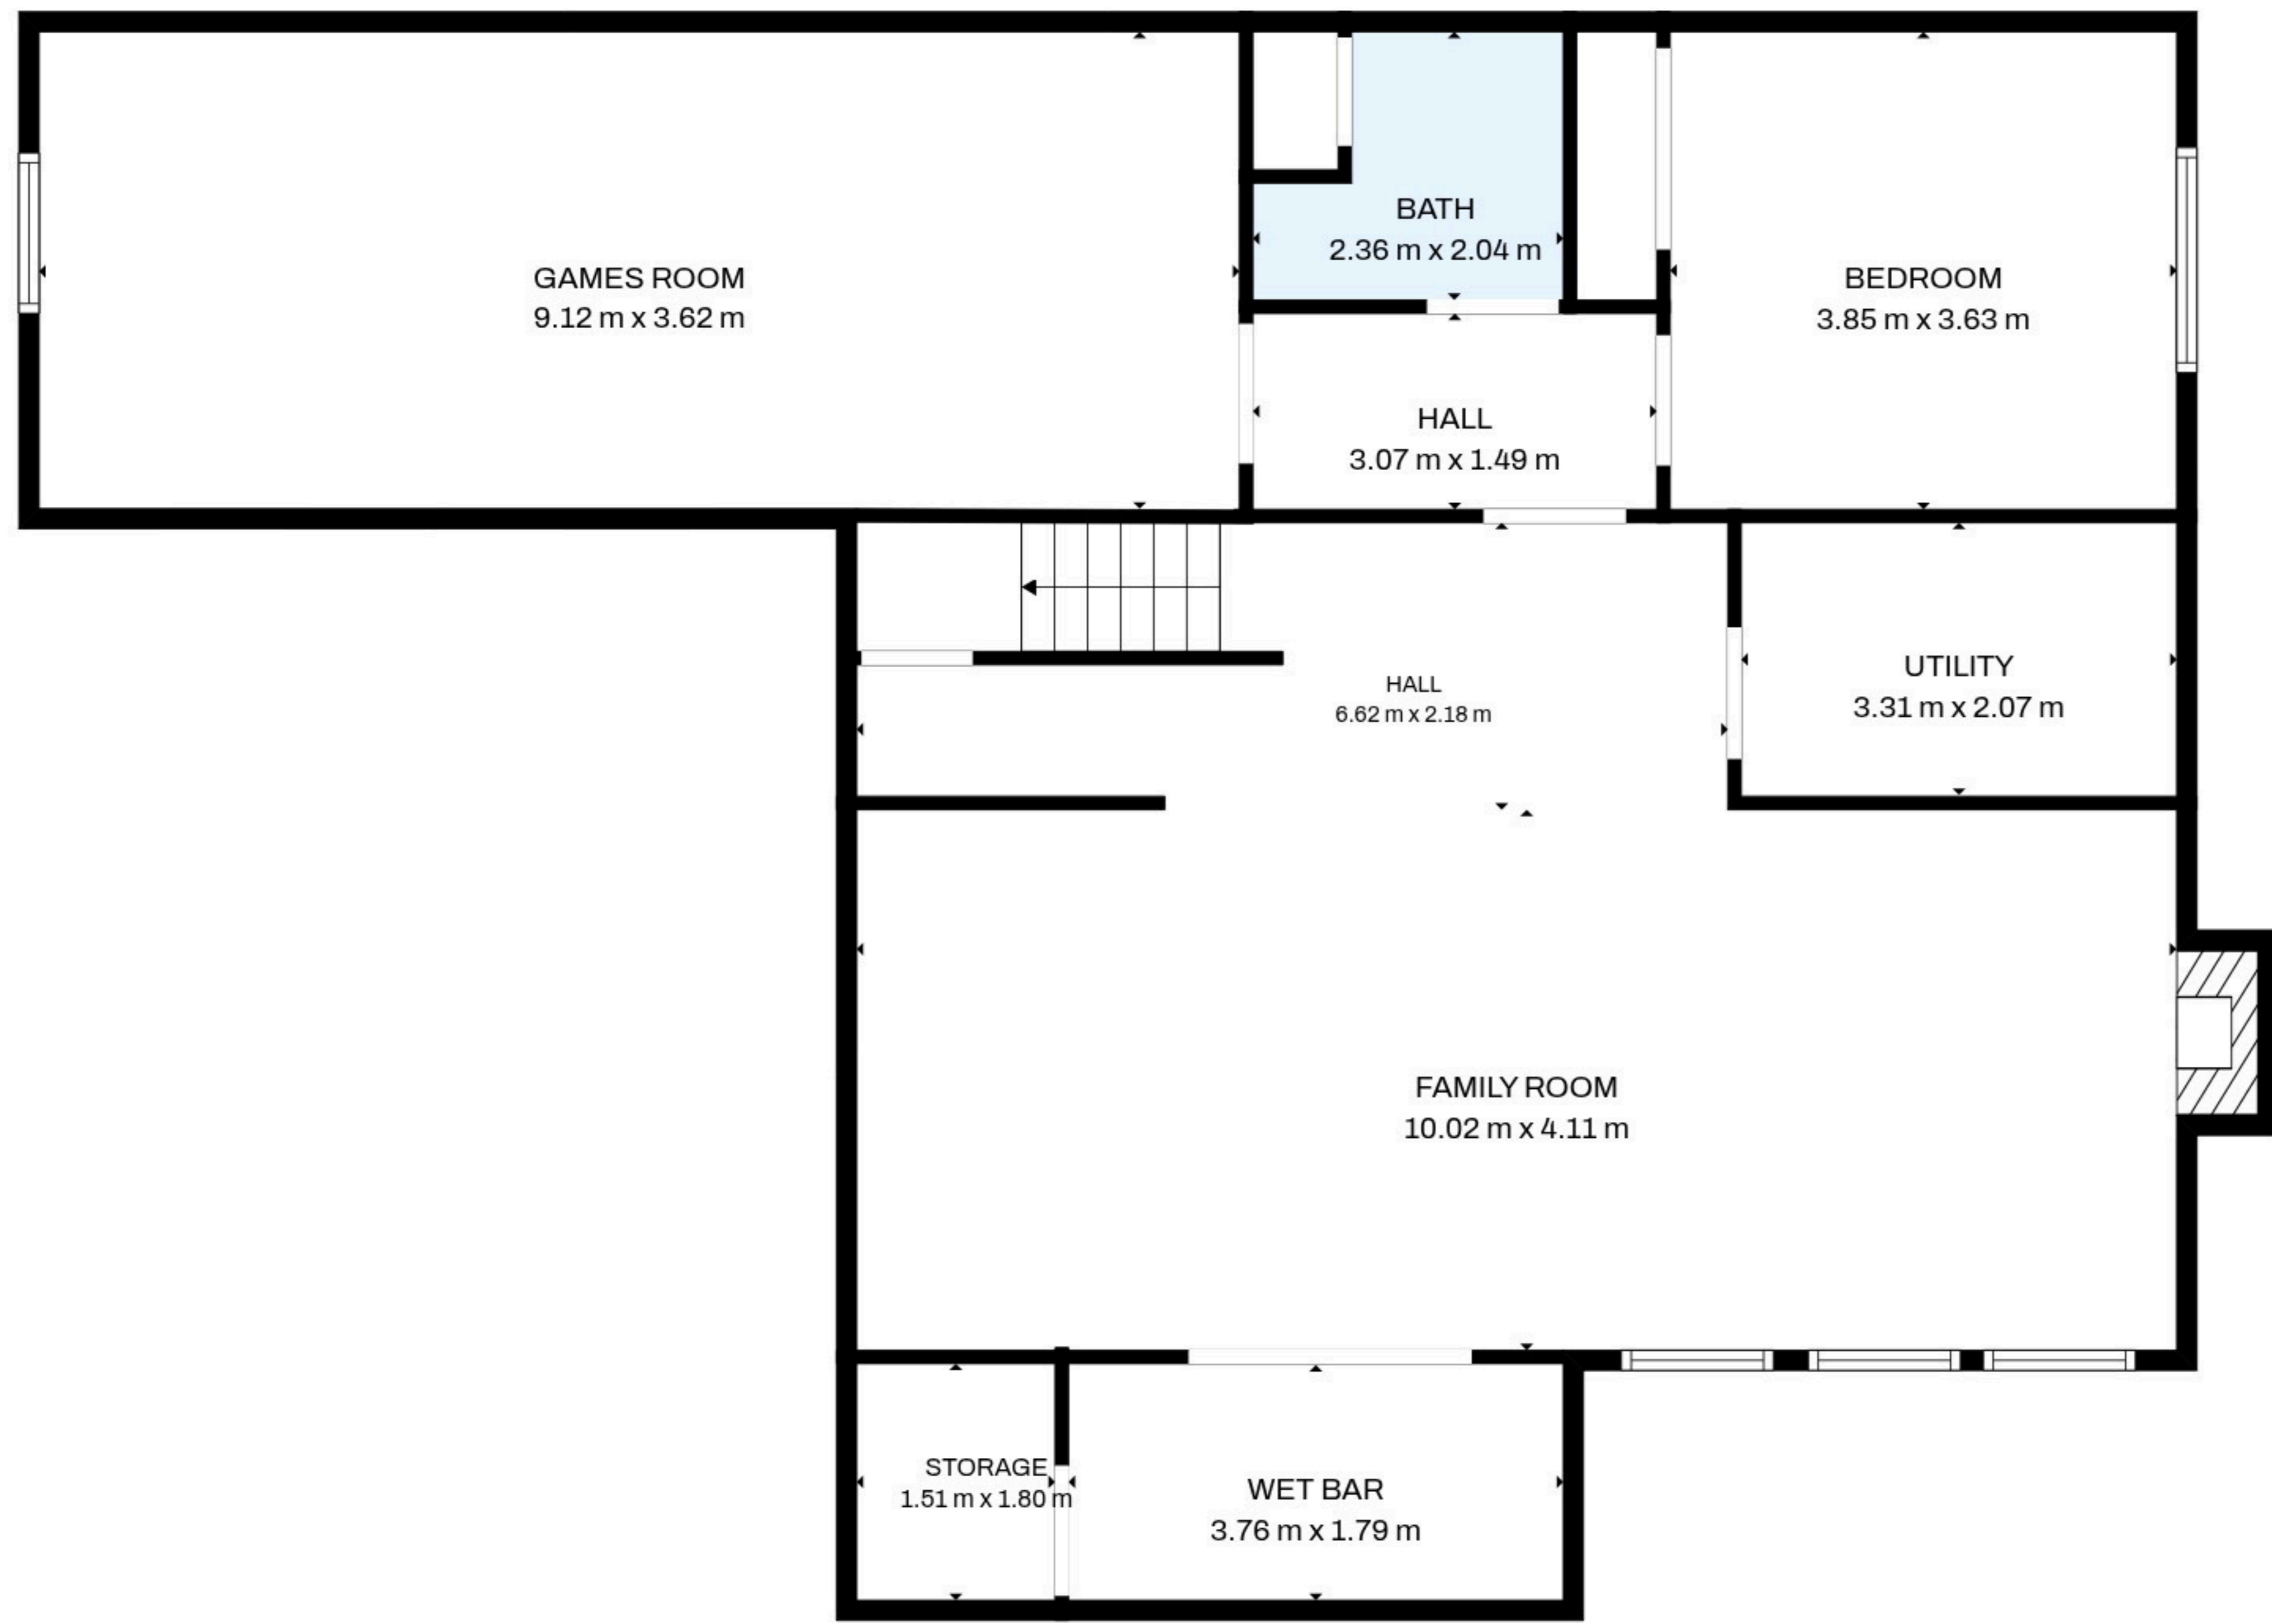 BATH
2.36 m x 2.04 m
GAMES ROOM
9.12 m x 3.62 m
BEDROOM
3.85 m x 3.63 m
HALL
3.07 m x 1.49 m
HALL
6.62 m x 2.18 m
UTILITY
3.31 m x 2.07 m
FAMILY ROOM
10.02 m x 4.11 m
STORAGE
1.51 m x 1.80 m
WET BAR
3.76 m x 1.79 m